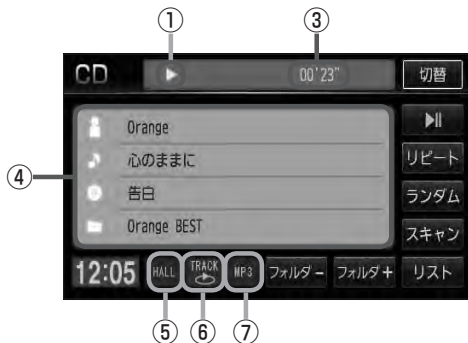 ① ③
CD 00'23" 切替
Orange
心のままに
告白
Orange BEST
④
リピート
ランダム
スキャン
12:05 HALL TRACK MP3 フォルダー フォルダ+ リスト
⑤ ⑥ ⑦